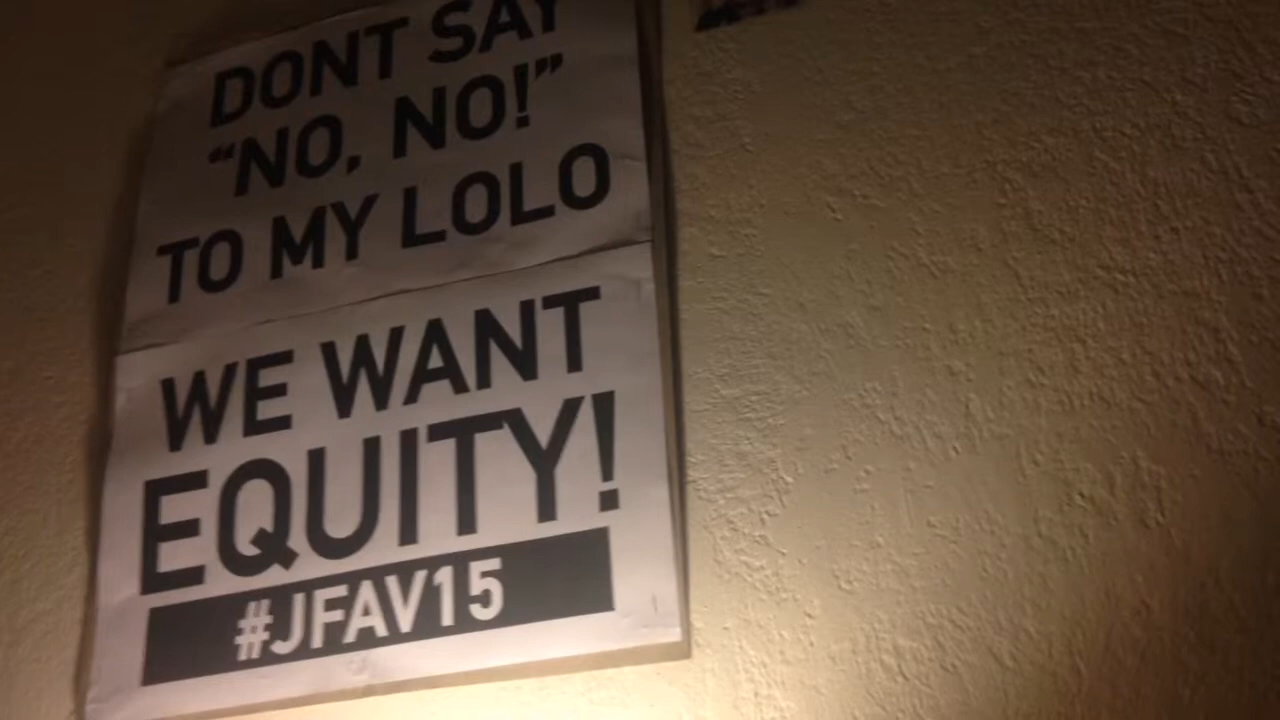 DONT SAY
“NO, NO!”
TO MY LOLO
WE WANT
EQUITY!
#JFAV15